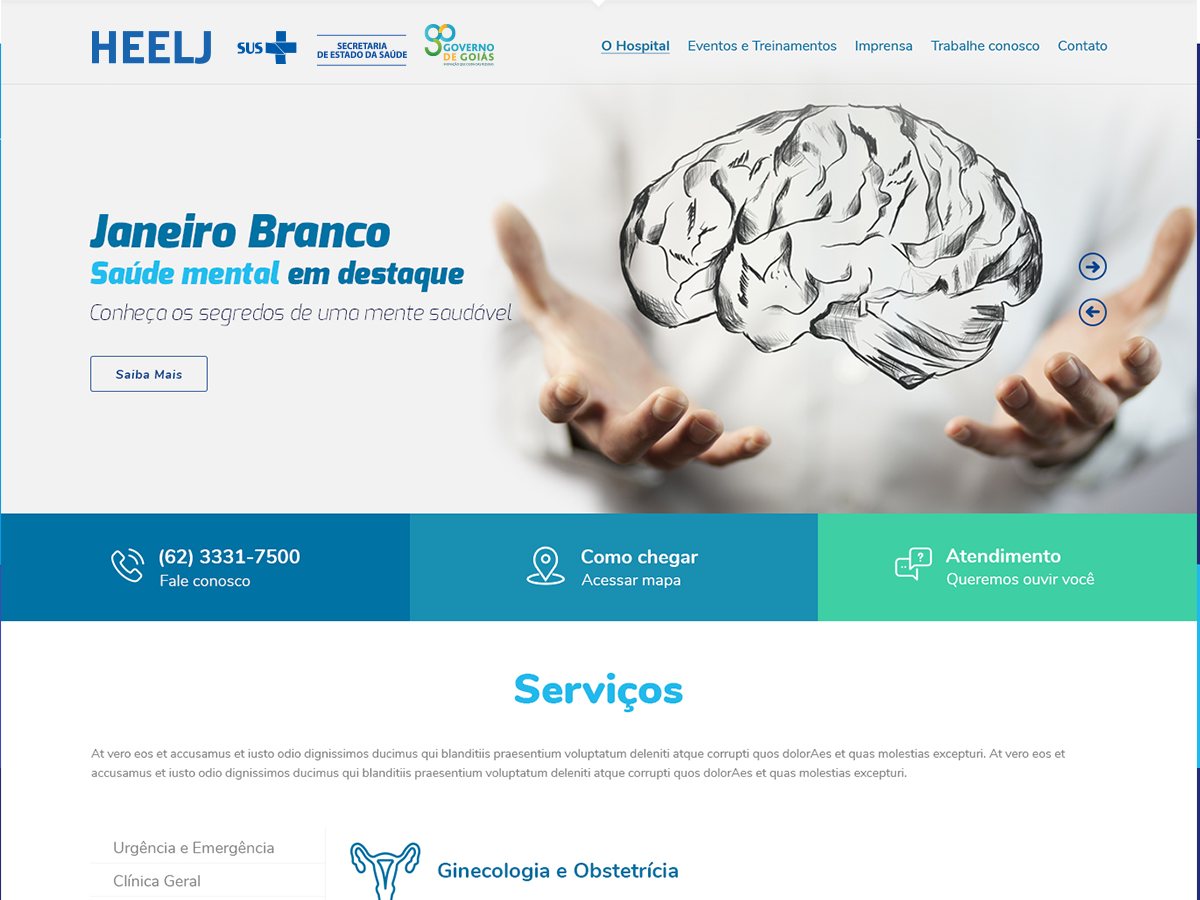 HEELJ
SUS
SECRETARIA
DE ESTADO DA SAÚDE
GOVERNO
DE GOIÁS
O Hospital
Eventos e Treinamentos
Imprensa
Trabalhe conosco
Contato
Janeiro Branco
Saúde mental em destaque
Conheça os segredos de uma mente saudável
Saiba Mais
(62) 3331-7500
Fale conosco
Como chegar
Acessar mapa
?
Atendimento
Queremos ouvir você
Serviços
At vero eos et accusamus et iusto odio dignissimos ducimus qui blanditiis praesentium voluptatum deleniti atque corrupti quos dolorAes et quas molestias excepturi. At vero eos et
accusamus et iusto odio dignissimos ducimus qui blanditiis praesentium voluptatum deleniti atque corrupti quos dolorAes et quas molestias excepturi.
Urgência e Emergência
Clínica Geral
Ginecologia e Obstetrícia